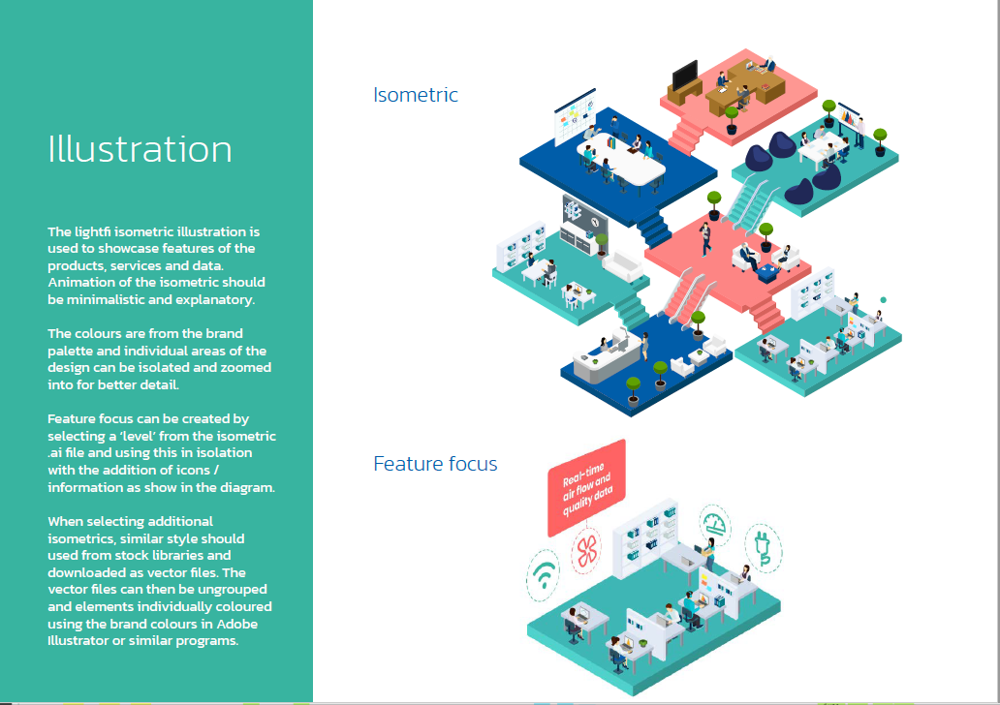 Illustration
The lightfi isometric illustration is
used to showcase features of the
products, services and data.
Animation of the isometric should
be minimalistic and explanatory.
The colours are from the brand
palette and individual areas of the
design can be isolated and zoomed
into for better detail.
Feature focus can be created by
selecting a ‘level’ from the isometric
.ai file and using this in isolation
with the addition of icons /
information as show in the diagram.
When selecting additional
isometrics, similar style should
used from stock libraries and
downloaded as vector files. The
vector files can then be ungrouped
and elements individually coloured
using the brand colours in Adobe
Illustrator or similar programs.
Isometric
Feature focus
Real-time
air flow and
quality data